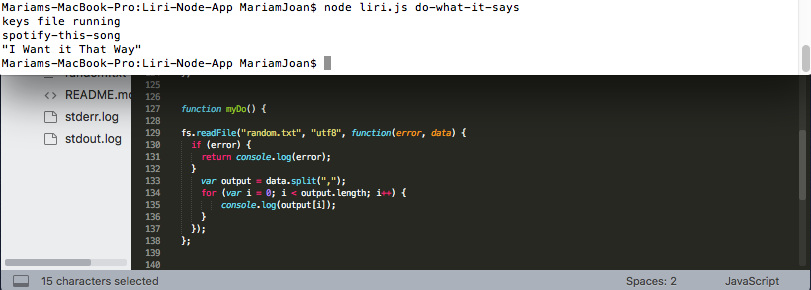 Mariams-MacBook-Pro:Liri-Node-App MariamJoan$ node liri.js do-what-it-says
keys file running
spotify-this-song
"I Want it That Way"
Mariams-MacBook-Pro:Liri-Node-App MariamJoan$
<> README.md
stderr.log
stdout.log
125
126
127 function myDo() {
128
129 fs.readFile("random.txt", "utf8", function(error, data) {
130 if (error) {
131 return console.log(error);
132 }
133 var output = data.split(",");
134 for (var i = 0; i < output.length; i++) {
135 console.log(output[i]);
136 }
137 });
138 };
139
140
15 characters selected
Spaces: 2
JavaScript